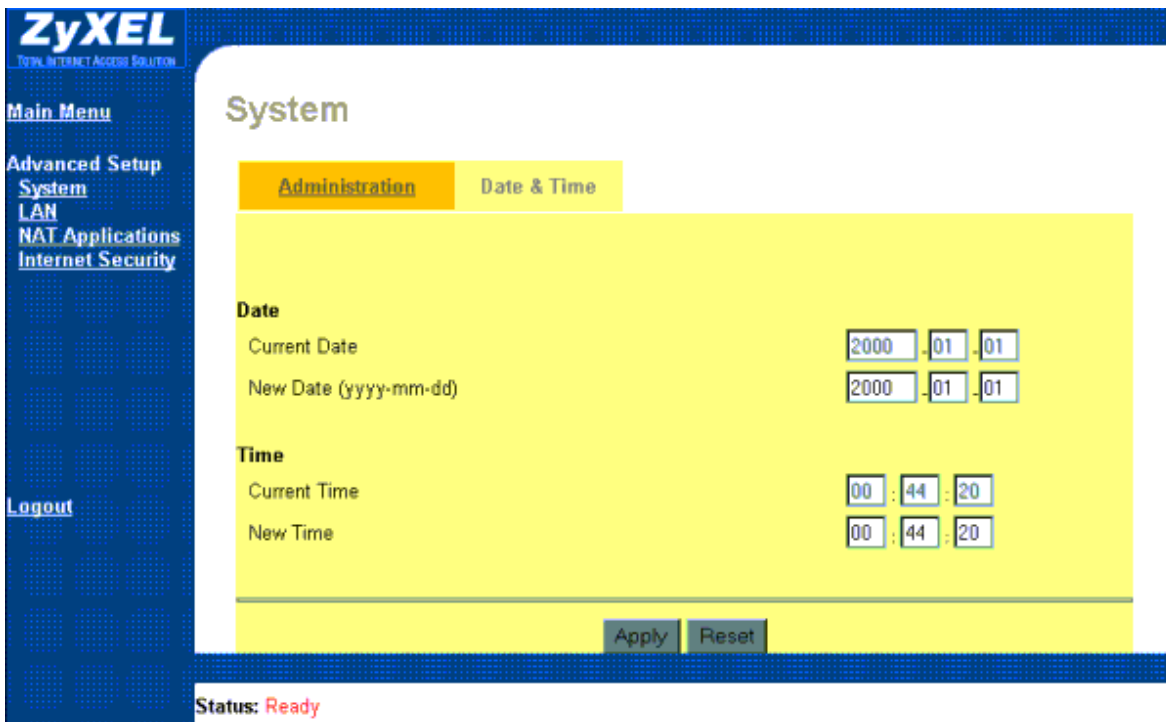 ZyXEL
TOTAL INTERNET ACCESS SOLUTION
Main Menu
Advanced Setup
System
LAN
NAT Applications
Internet Security
Logout
System
Administration
Date & Time
Date
Current Date 2000 - 01 - 01
New Date (yyyy-mm-dd) 2000 - 01 - 01
Time
Current Time 00 : 44 : 20
New Time 00 : 44 : 20
Apply Reset
Status: Ready